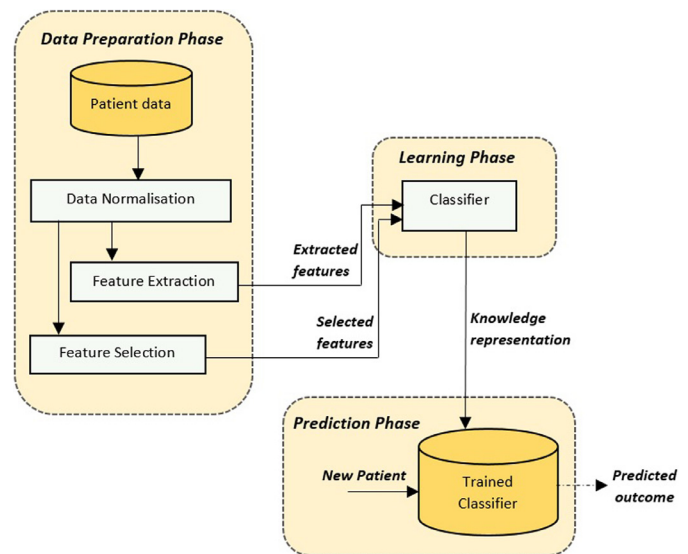 Data Preparation Phase
Patient data
Data Normalisation
Feature Extraction
Feature Selection
Extracted
features
Selected
features
Learning Phase
Classifier
Knowledge
representation
Prediction Phase
New Patient
Trained
Classifier
Predicted
outcome